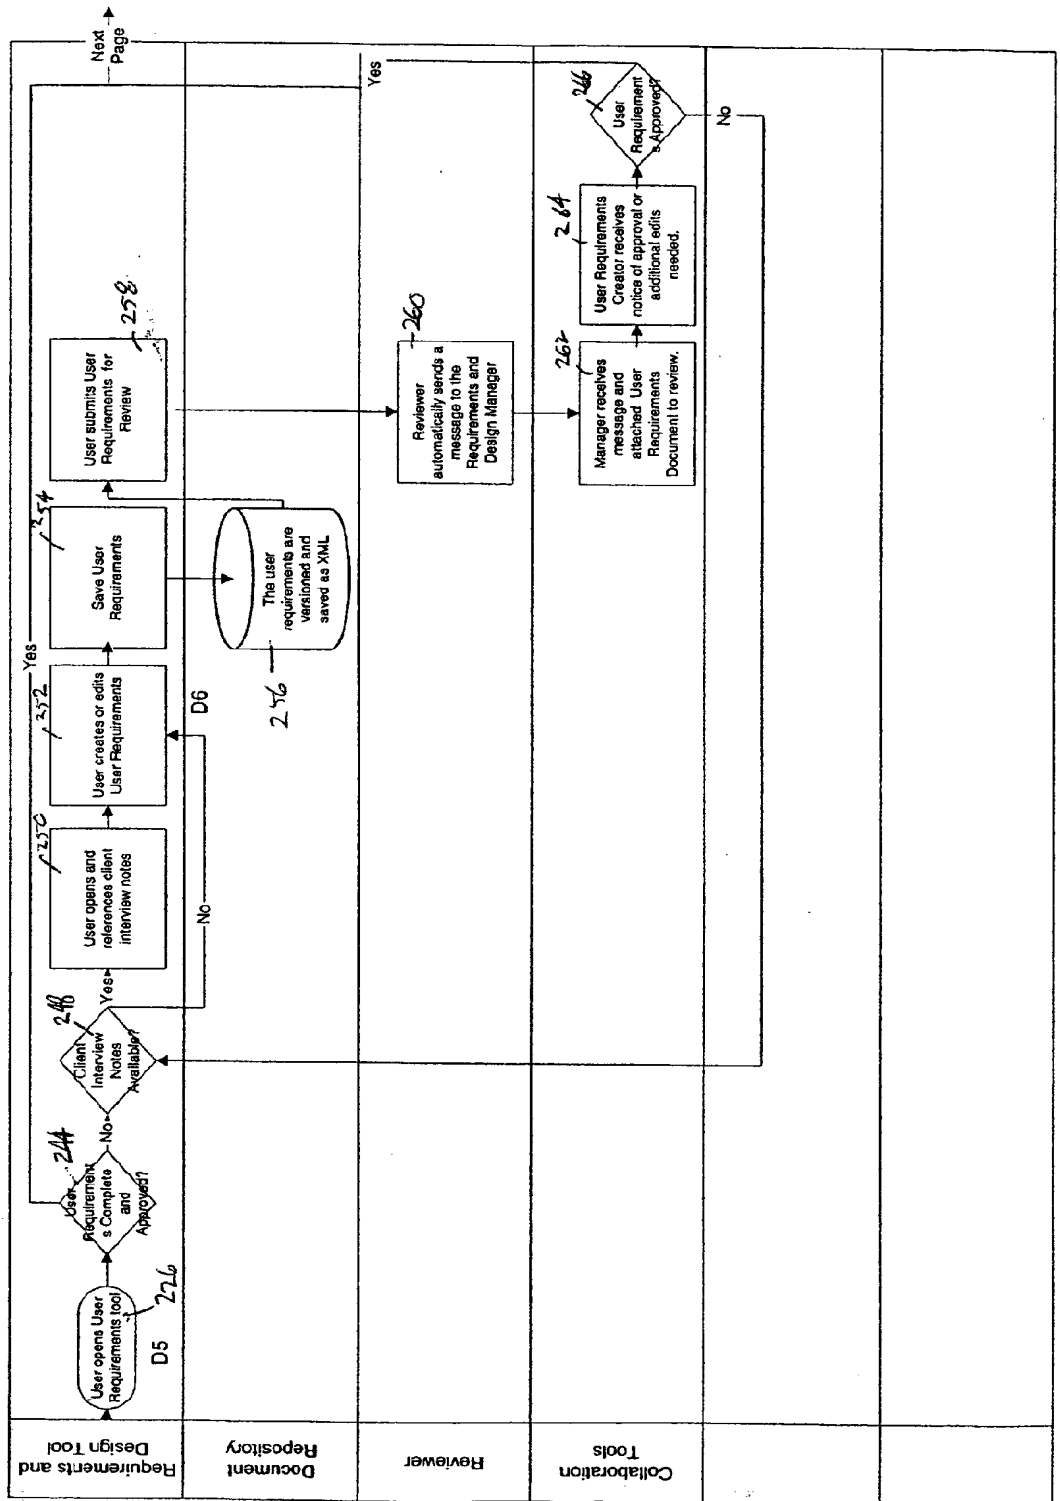 Requirements and
Design Tool
User opens User
Requirements tool
226
D5
User
Requirement
s Complete
and
Approved?
244
Yes
No
Client
Interview
Notes
Available?
248
Yes
No
User opens and
references client
interview notes
250
User creates or edits
User Requirements
252
D6
Save User
Requirements
254
User submits User
Requirements for
Review
258
Next
Page
Document
Repository
The user
requirements are
versioned and
saved as XML
256
Reviewer
Reviewer
automatically sends a
message to the
Requirements and
Design Manager
260
Yes
Collaboration
Tools
Manager receives
message and
attached User
Requirements
Document to review.
262
User Requirements
Creator receives
notice of approval or
additional edits
needed.
264
User
Requirement
s Approved?
266
No